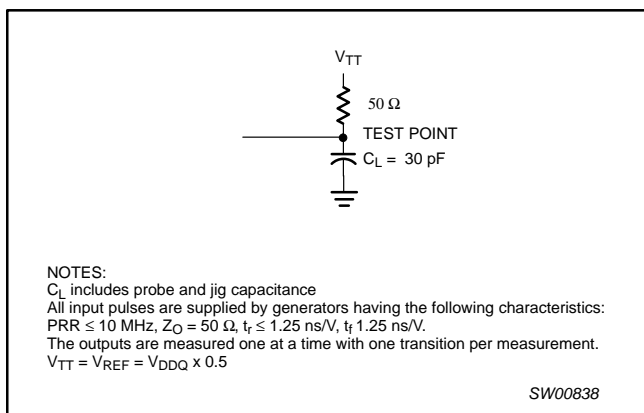 VTT
50 Ω
TEST POINT
CL = 30 pF
NOTES:
CL includes probe and jig capacitance
All input pulses are supplied by generators having the following characteristics:
PRR ≤ 10 MHz, ZO = 50 Ω, tr ≤ 1.25 ns/V, tf 1.25 ns/V.
The outputs are measured one at a time with one transition per measurement.
VTT = VREF = VDDQ x 0.5
SW00838